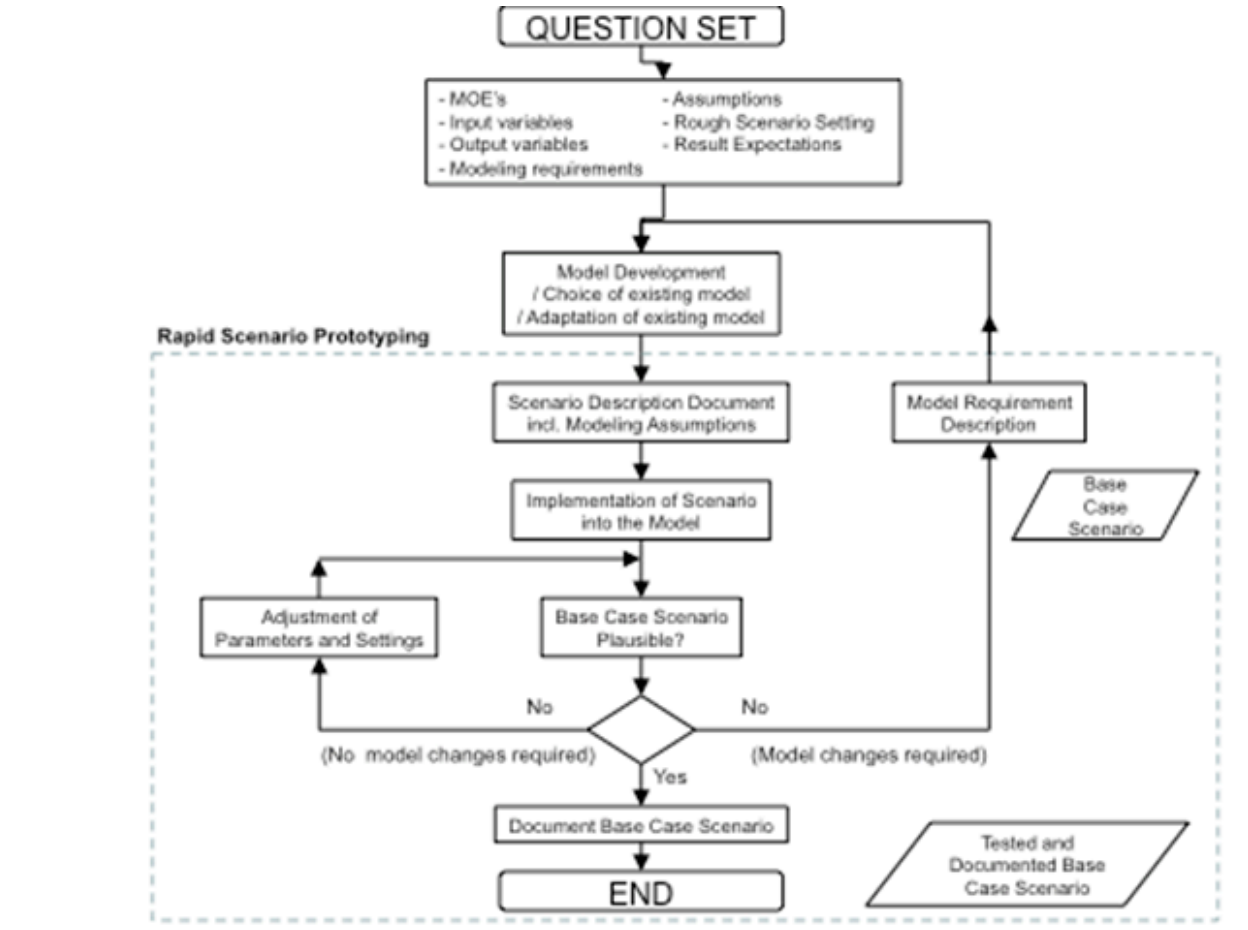 QUESTION SET
- MOE's
- Input variables
- Output variables
- Modeling requirements
- Assumptions
- Rough Scenario Setting
- Result Expectations
Model Development
/ Choice of existing model
/ Adaptation of existing model
Rapid Scenario Prototyping
Scenario Description Document
incl. Modeling Assumptions
Model Requirement
Description
Implementation of Scenario
into the Model
Base
Case
Scenario
Adjustment of
Parameters and Settings
Base Case Scenario
Plausible?
No
No
(No model changes required)
(Model changes required)
Yes
Document Base Case Scenario
Tested and
Documented Base
Case Scenario
END